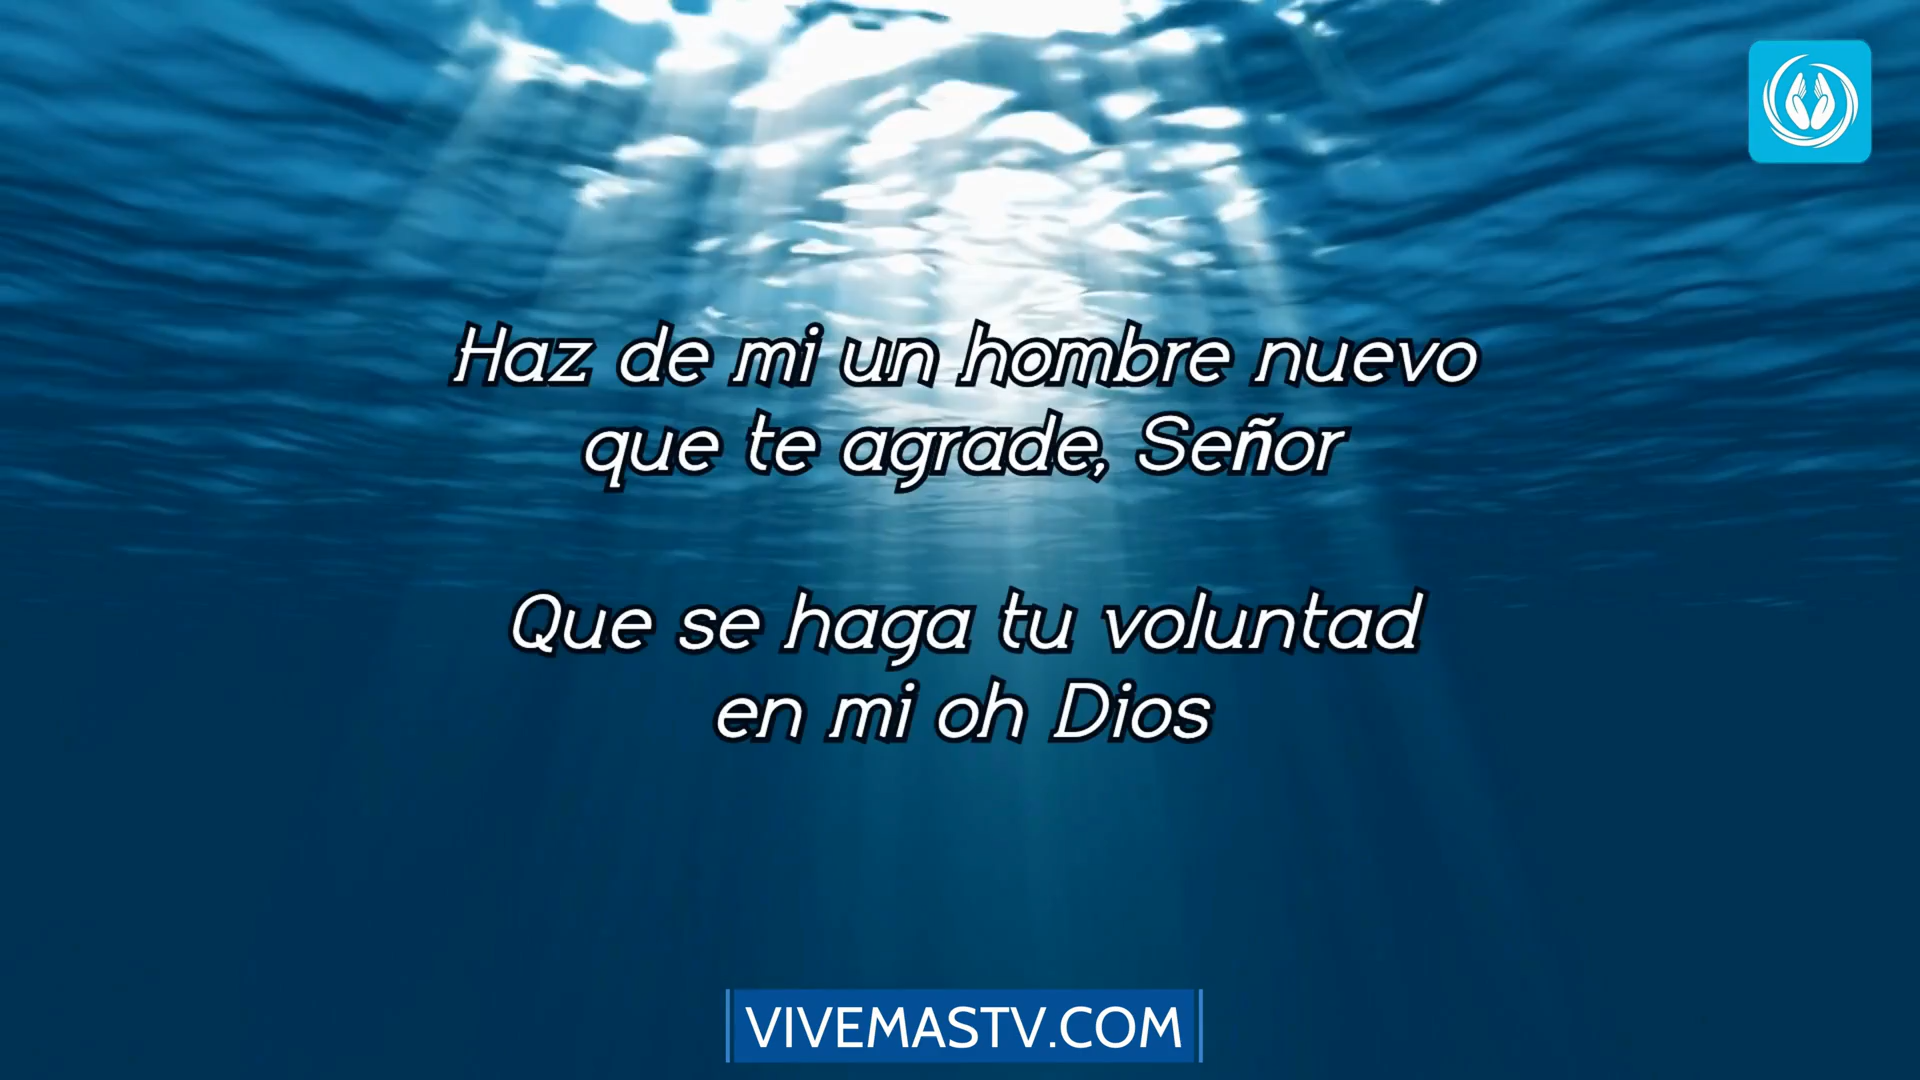 Haz de mi un hombre nuevo
que te agrade, Señor
Que se haga tu voluntad
en mi oh Dios
VIVEMASTV.COM